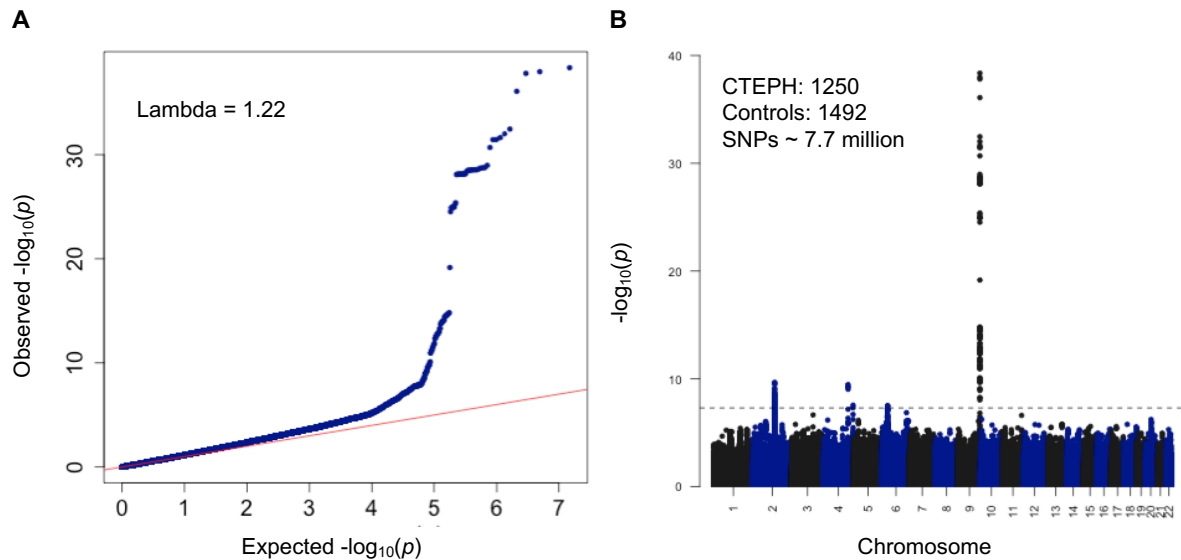 A
Lambda = 1.22
Observed -log10(p)
30
20
10
0
0 1 2 3 4 5 6 7
Expected -log10(p)
B
CTEPH: 1250
Controls: 1492
SNPs ~ 7.7 million
-log10(p)
40
30
20
10
0
1 2 3 4 5 6 7 8 9 10 11 12 13 14 15 16 17 18 19 20 21 22
Chromosome